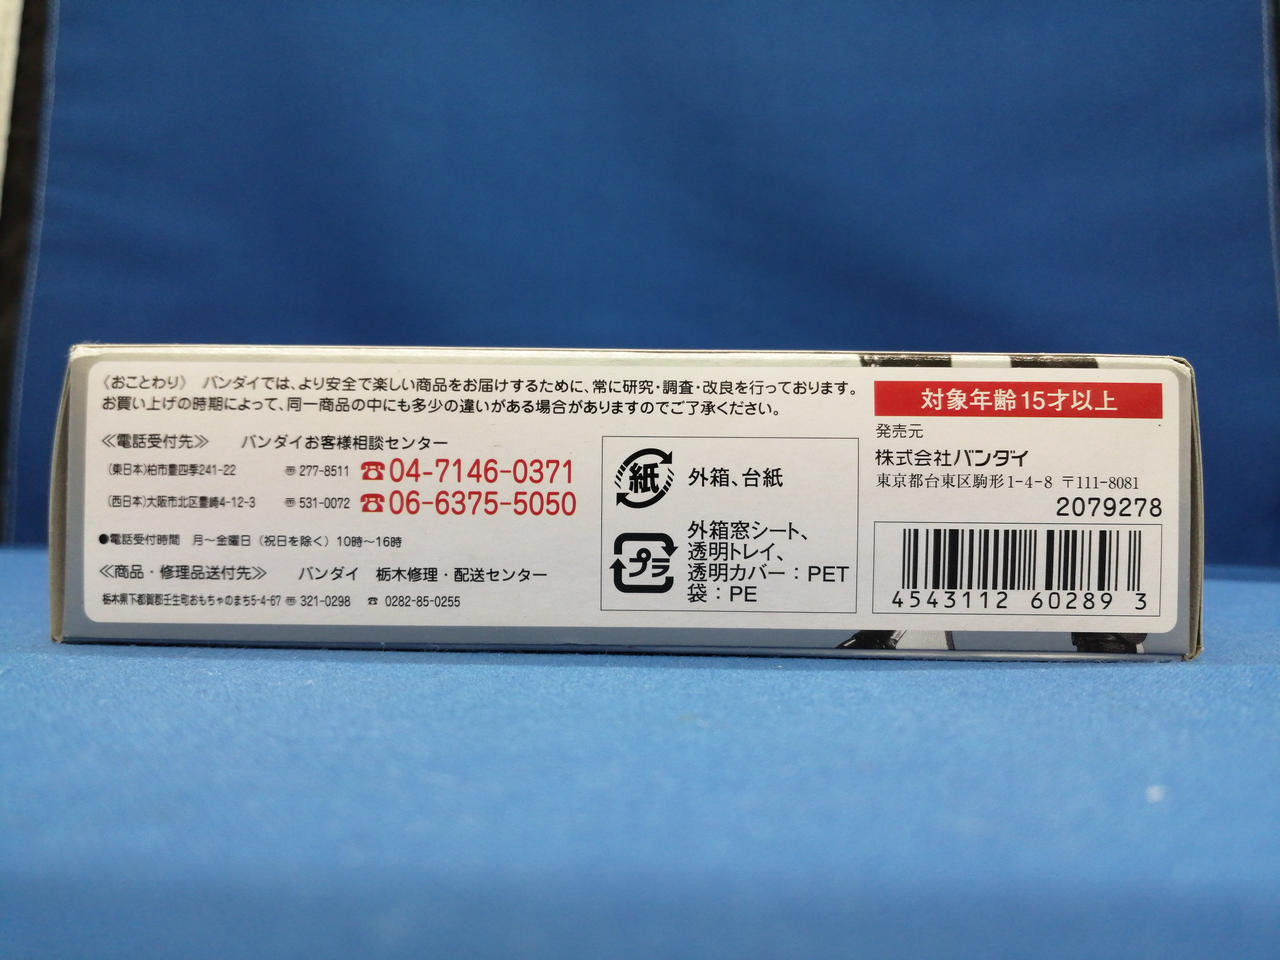 《おことわり》 バンダイでは、より安全で楽しい商品をお届けするために、常に研究・調査・改良を行っております。
お買い上げの時期によって、同一商品の中にも多少の違いがある場合がありますのでご了承ください。
≪電話受付先≫ バンダイお客様相談センター
(東日本)柏市豊四季241-22 〠 277-8511 ☎04-7146-0371
(西日本)大阪市北区豊崎4-12-3 〠 531-0072 ☎06-6375-5050
●電話受付時間 月〜金曜日(祝日を除く)10時〜16時
≪商品・修理品送付先≫ バンダイ 栃木修理・配送センター
栃木県下都賀郡壬生町おもちゃのまち5-4-67 〠 321-0298 ☎ 0282-85-0255
紙
外箱、台紙
プラ
外箱窓シート、
透明トレイ、
透明カバー：PET
袋：PE
対象年齢15才以上
発売元
株式会社バンダイ
東京都台東区駒形1-4-8 〒111-8081
2079278
4543112 602893